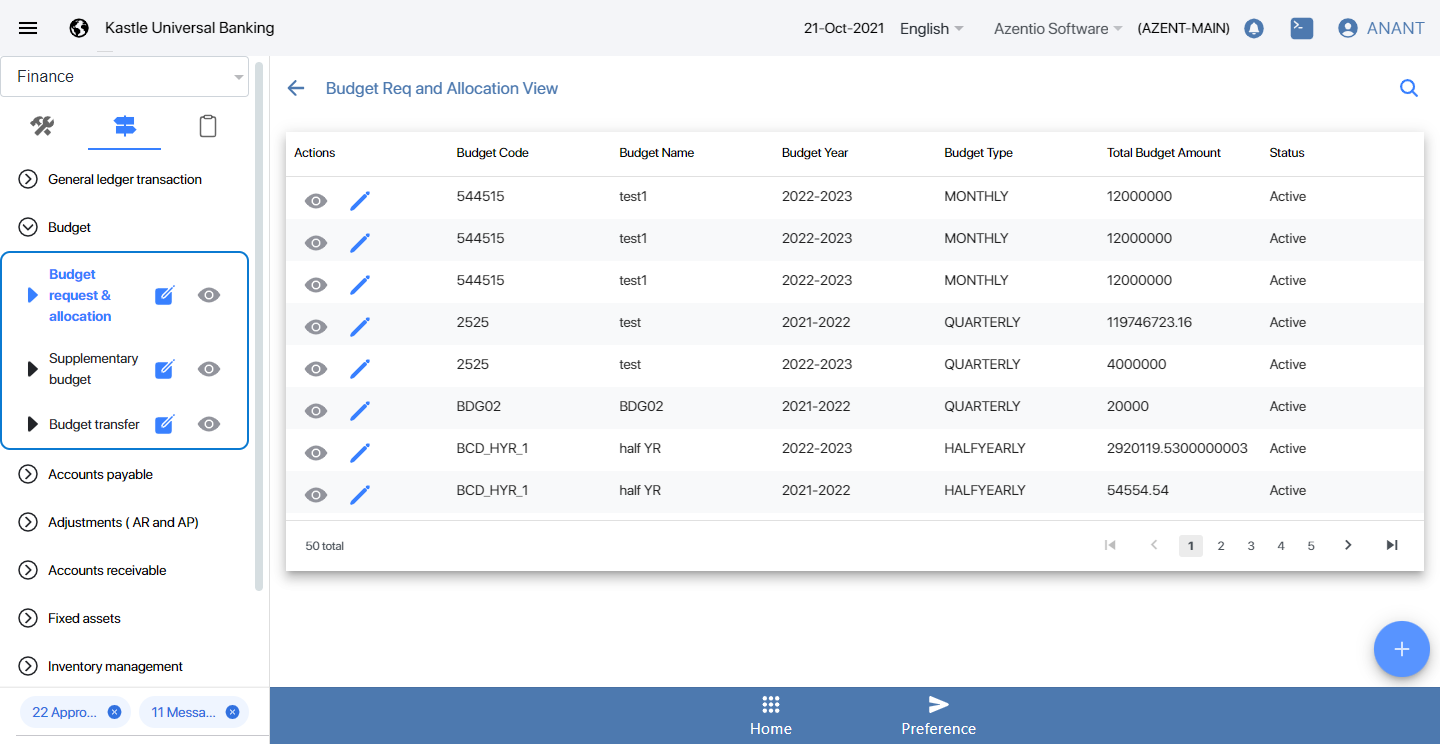 Kastle Universal Banking
21-Oct-2021 English Azentio Software (AZENT-MAIN) ANANT
Finance
General ledger transaction
Budget
Budget
request &
allocation
Supplementary
budget
Budget transfer
Accounts payable
Adjustments ( AR and AP)
Accounts receivable
Fixed assets
Inventory management
22 Appro...
11 Messa...
Budget Req and Allocation View
Actions Budget Code Budget Name Budget Year Budget Type Total Budget Amount Status
544515 test1 2022-2023 MONTHLY 12000000 Active
544515 test1 2022-2023 MONTHLY 12000000 Active
544515 test1 2022-2023 MONTHLY 12000000 Active
2525 test 2021-2022 QUARTERLY 119746723.16 Active
2525 test 2022-2023 QUARTERLY 4000000 Active
BDG02 BDG02 2021-2022 QUARTERLY 20000 Active
BCD_HYR_1 half YR 2022-2023 HALFYEARLY 2920119.5300000003 Active
BCD_HYR_1 half YR 2021-2022 HALFYEARLY 54554.54 Active
50 total 1 2 3 4 5
Home Preference